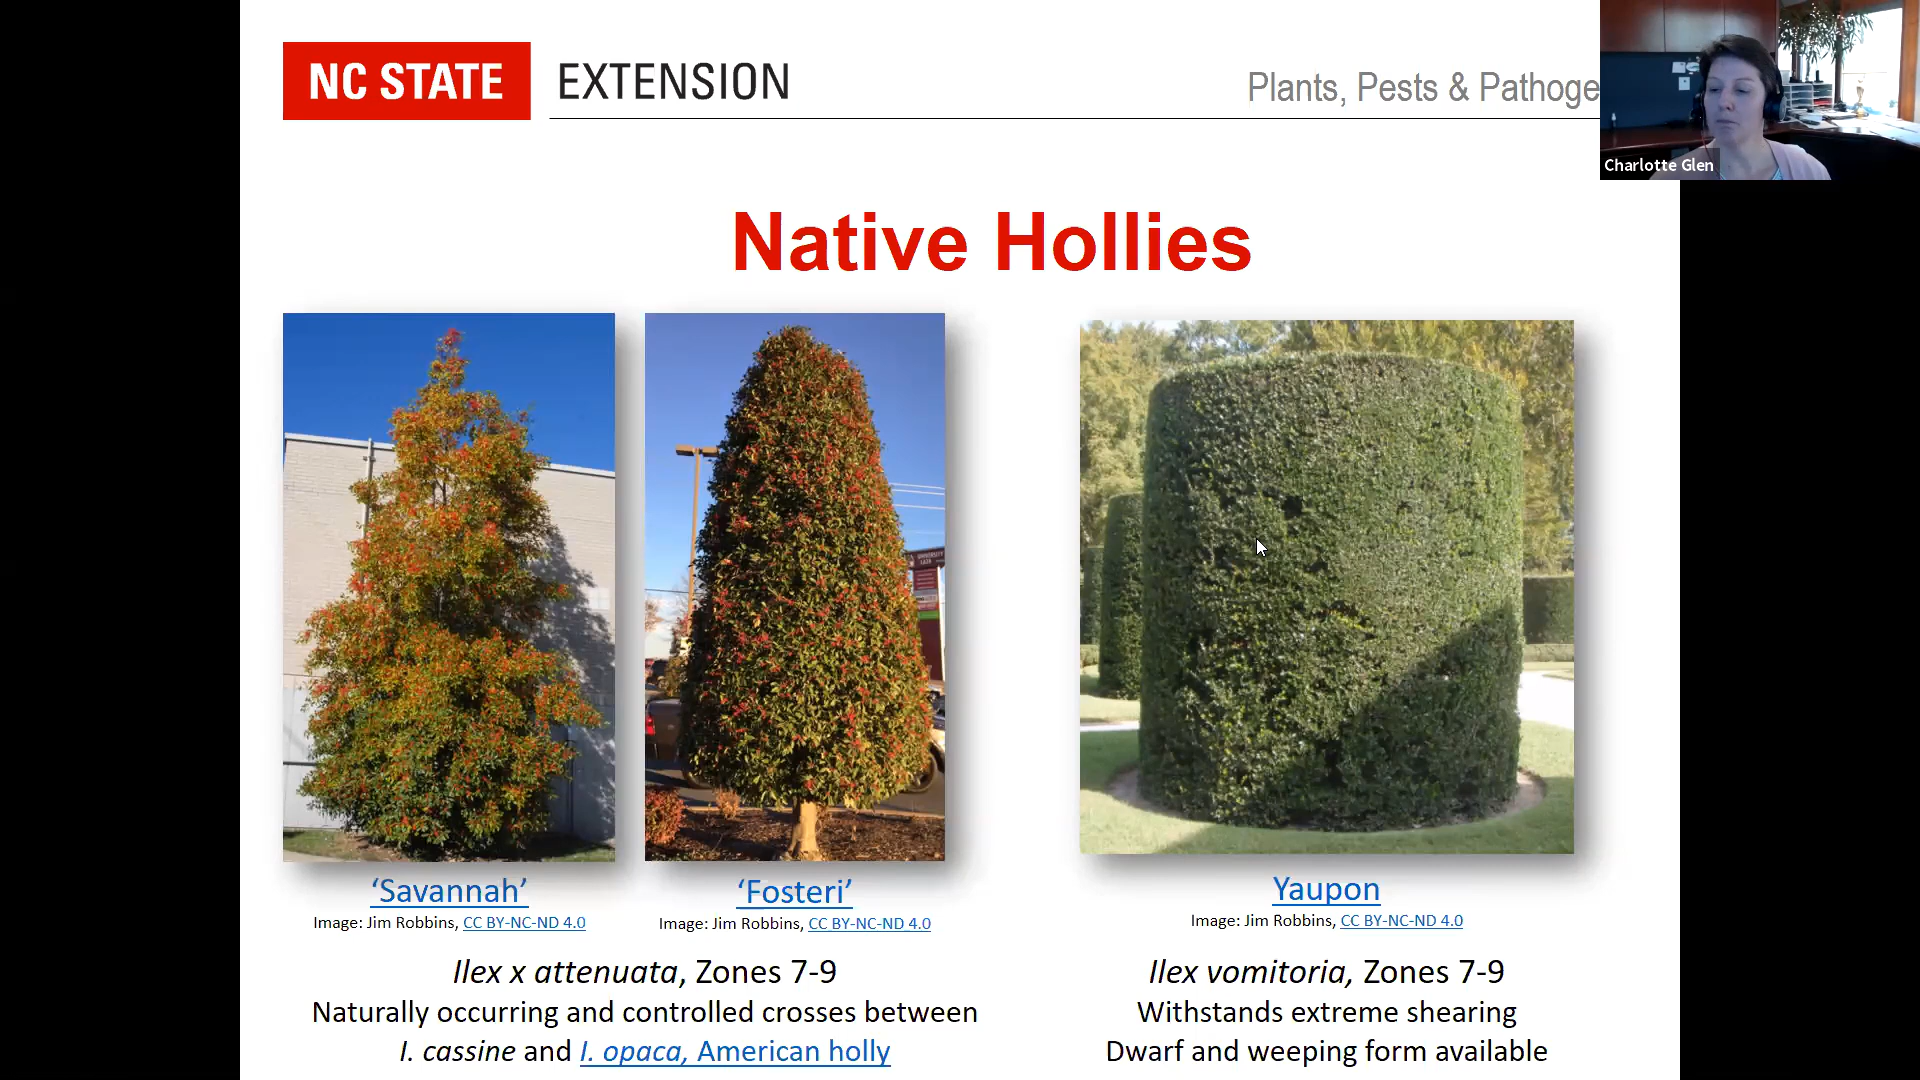 NC STATE EXTENSION
Plants, Pests & Pathoge
Charlotte Glen
Native Hollies
UNIVERSITY
‘Savannah’
Image: Jim Robbins, CC BY-NC-ND 4.0
‘Fosteri’
Image: Jim Robbins, CC BY-NC-ND 4.0
Yaupon
Image: Jim Robbins, CC BY-NC-ND 4.0
Ilex x attenuata, Zones 7-9
Naturally occurring and controlled crosses between
I. cassine and I. opaca, American holly
Ilex vomitoria, Zones 7-9
Withstands extreme shearing
Dwarf and weeping form available